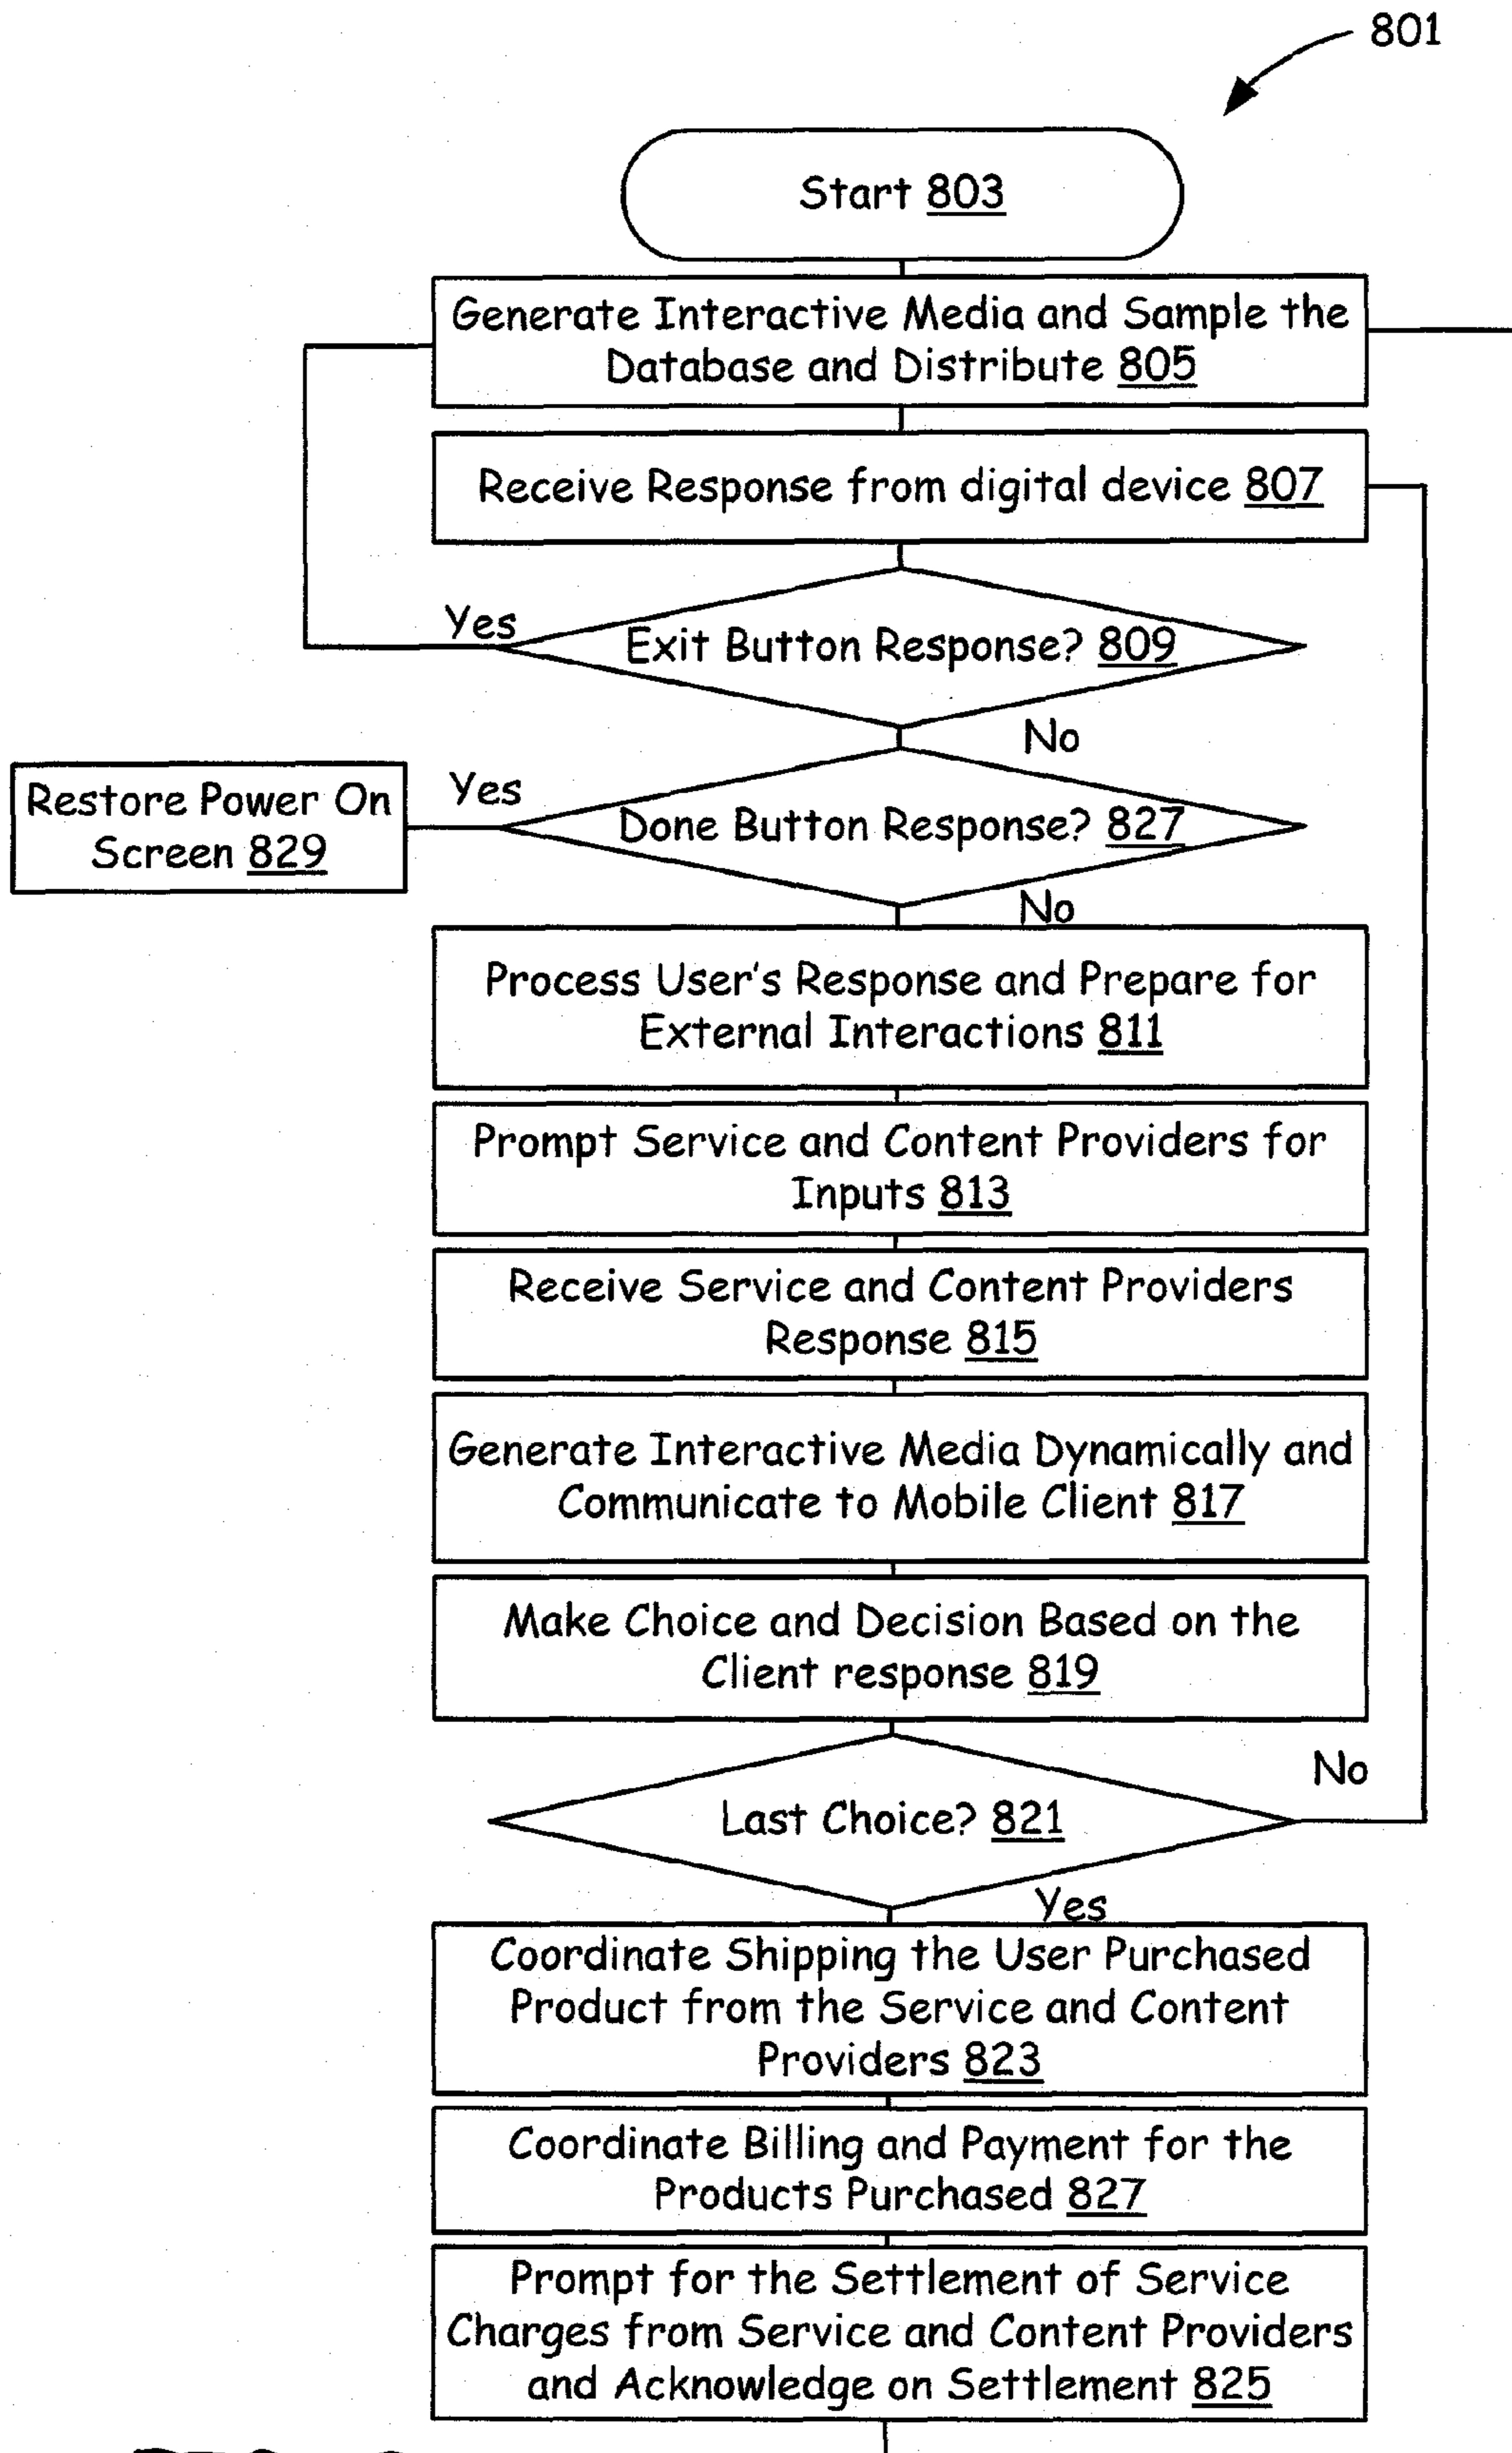 801
Start 803
Generate Interactive Media and Sample the
Database and Distribute 805
Receive Response from digital device 807
Yes
Exit Button Response? 809
No
Restore Power On
Screen 829
Yes
Done Button Response? 827
No
Process User's Response and Prepare for
External Interactions 811
Prompt Service and Content Providers for
Inputs 813
Receive Service and Content Providers
Response 815
Generate Interactive Media Dynamically and
Communicate to Mobile Client 817
Make Choice and Decision Based on the
Client response 819
No
Last Choice? 821
Yes
Coordinate Shipping the User Purchased
Product from the Service and Content
Providers 823
Coordinate Billing and Payment for the
Products Purchased 827
Prompt for the Settlement of Service
Charges from Service and Content Providers
and Acknowledge on Settlement 825